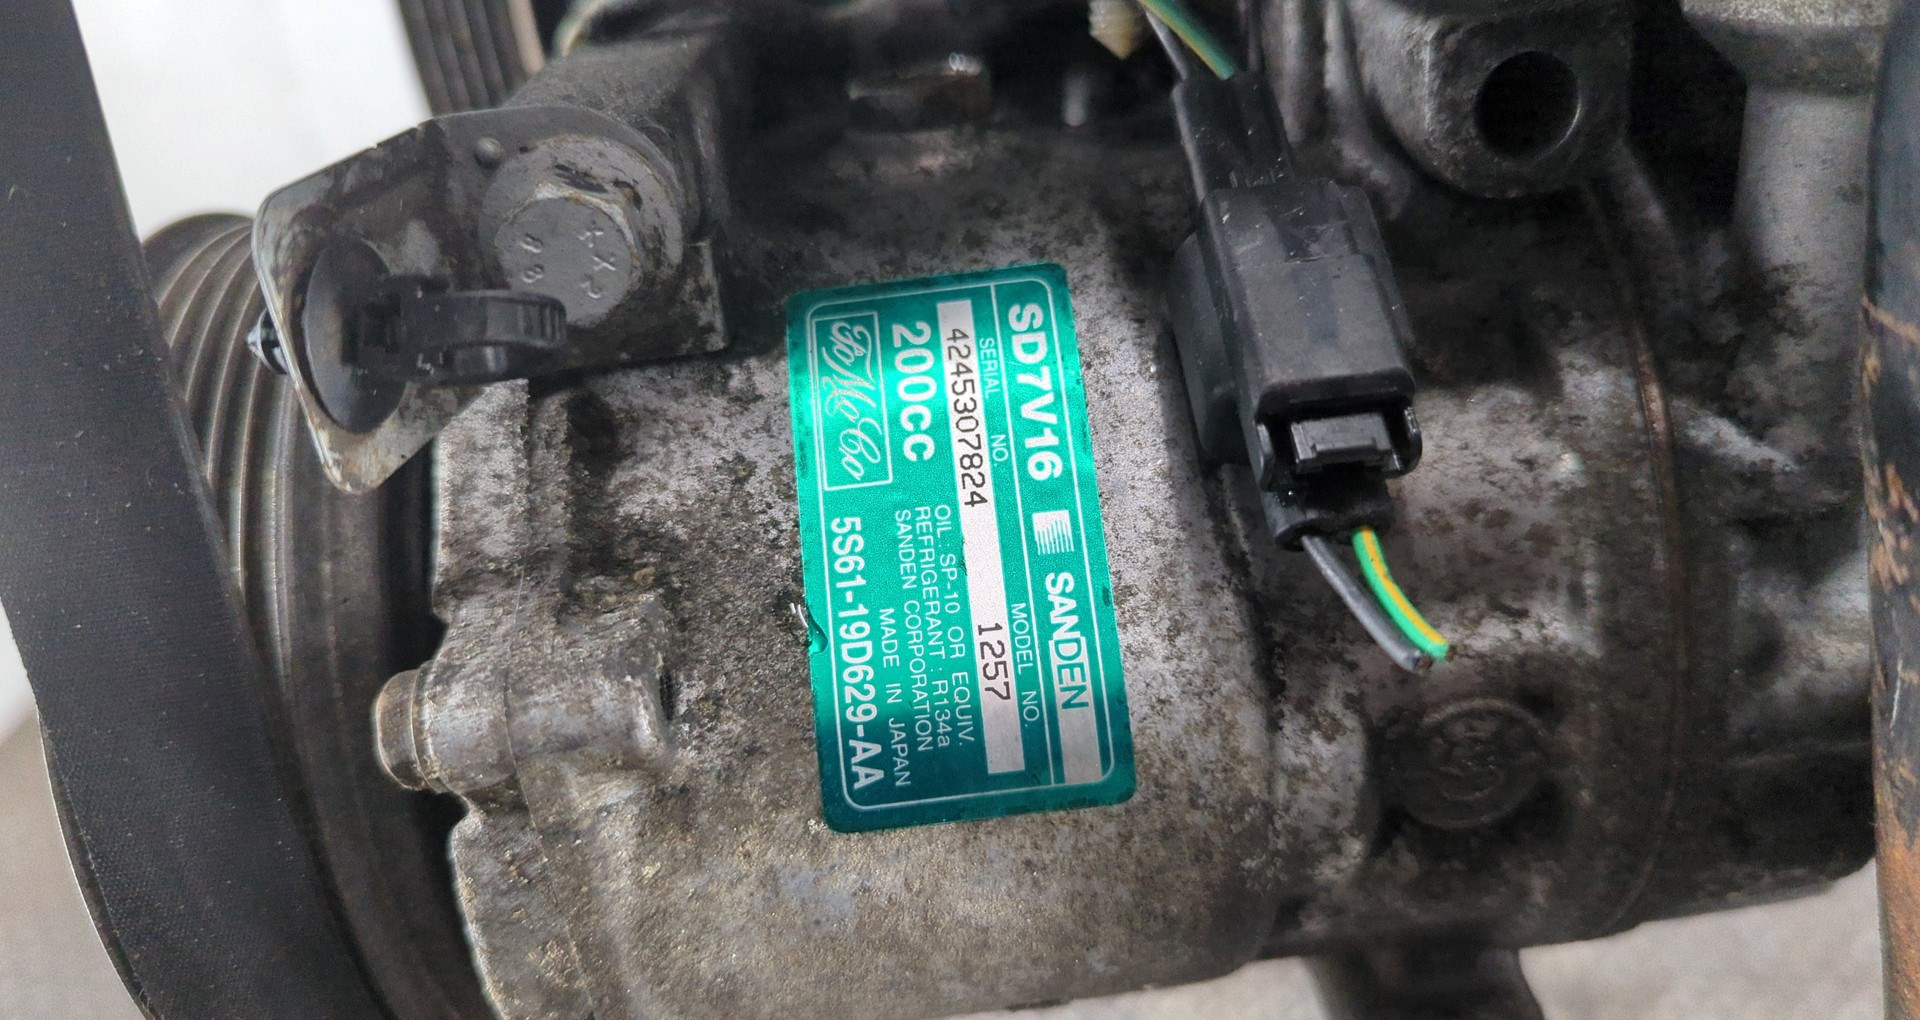 SD7V16 SANDEN
SERIAL NO. MODEL NO.
4245307824 1257
200CC
OIL : SP-10 OR EQUIV.
REFRIGERANT : R134a
SANDEN CORPORATION
MADE IN JAPAN
FoMoCo
5S61-19D629-AA